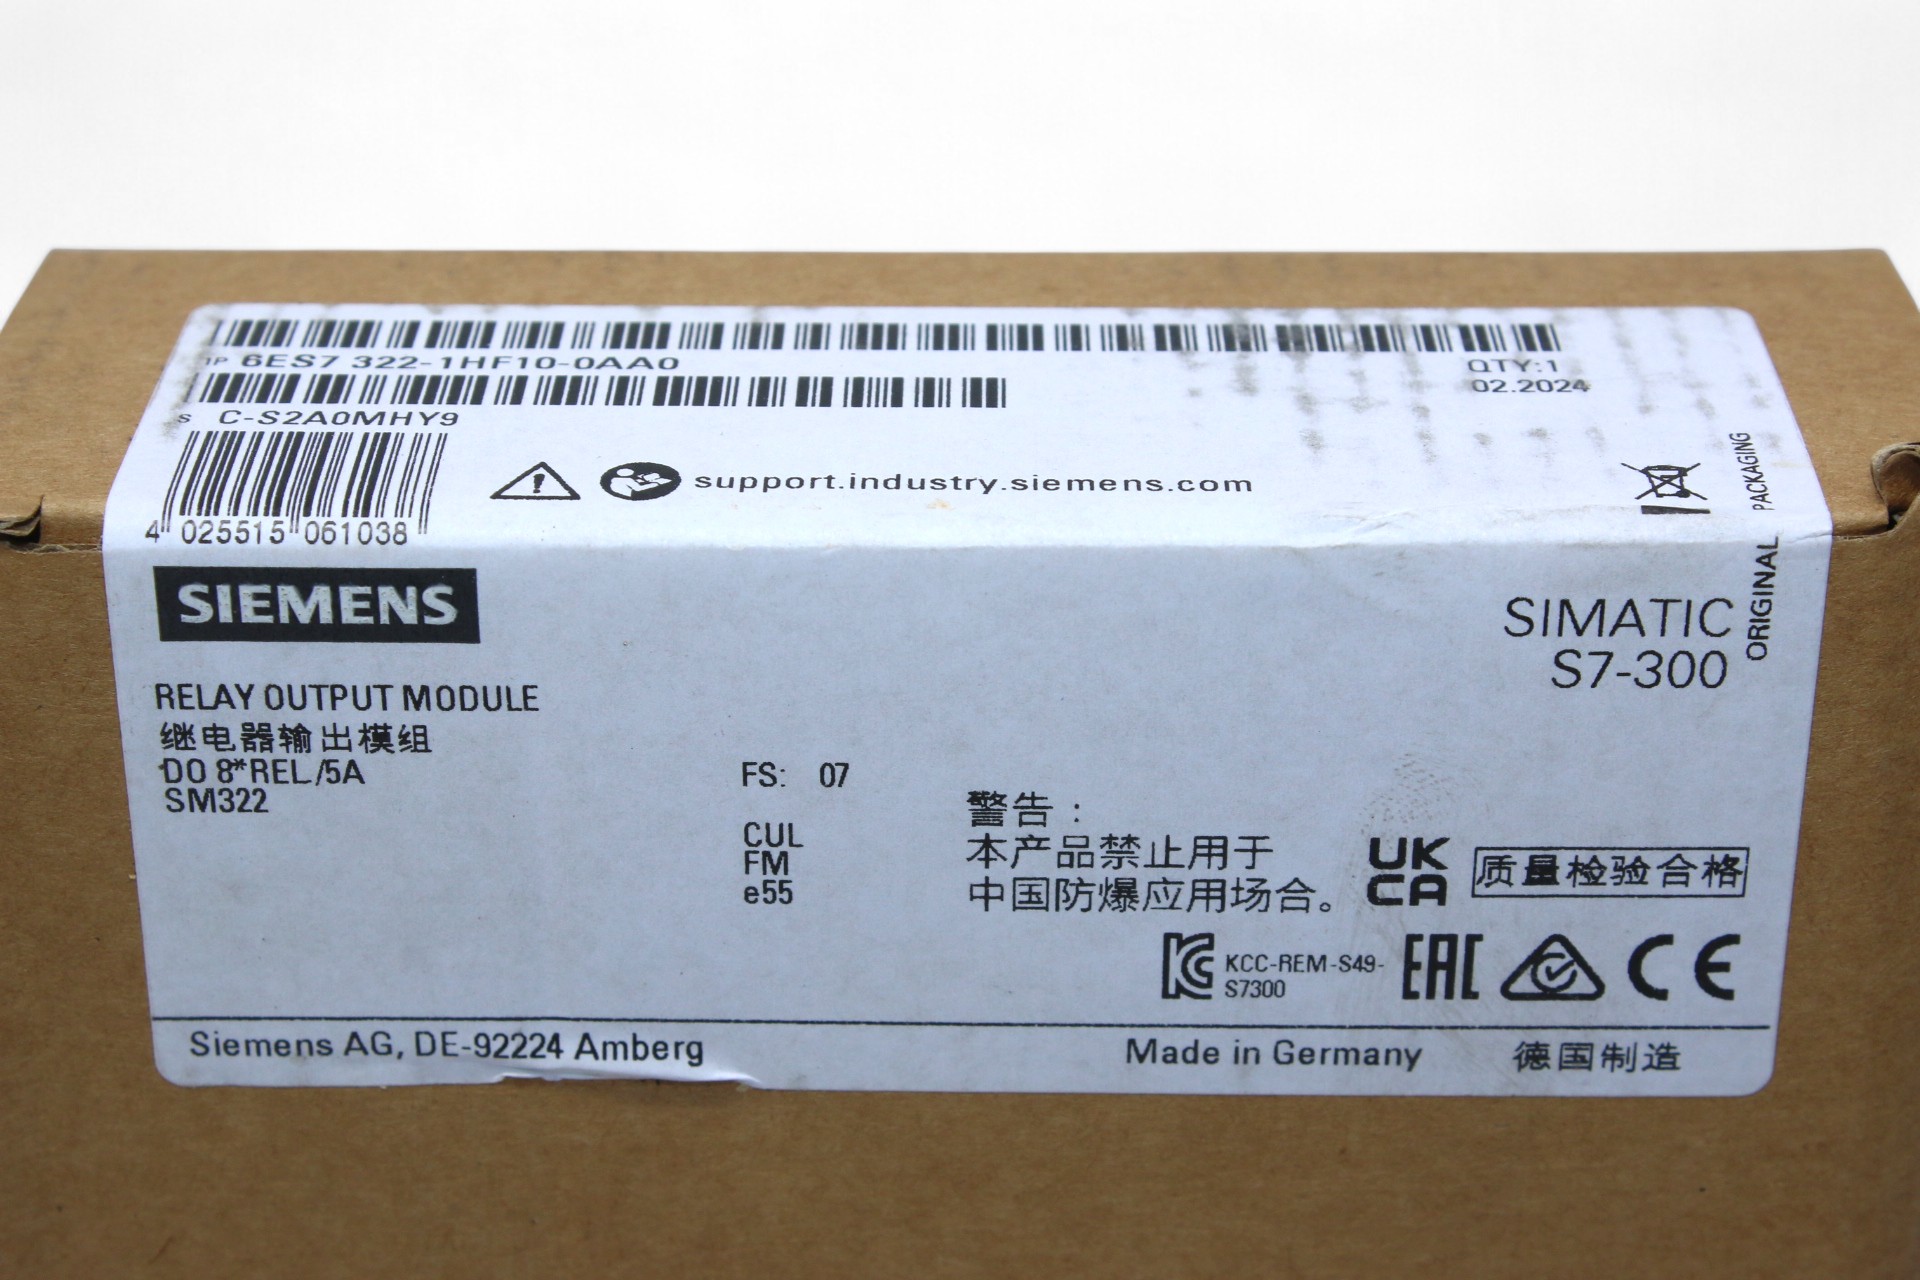 1P 6ES7 322-1HF10-0AA0
QTY:1
02.2024
S C-S2A0MHY9
4 025515 061038
support.industry.siemens.com
ORIGINAL PACKAGING
SIEMENS
SIMATIC
S7-300
RELAY OUTPUT MODULE
继电器输出模组
DO 8*REL./5A
SM322
FS: 07
CUL
FM
e55
警告：
本产品禁止用于
中国防爆应用场合。
UK
CA
质量检验合格
KCC-REM-S49-
S7300
EAC
CE
Siemens AG, DE-92224 Amberg
Made in Germany
德国制造